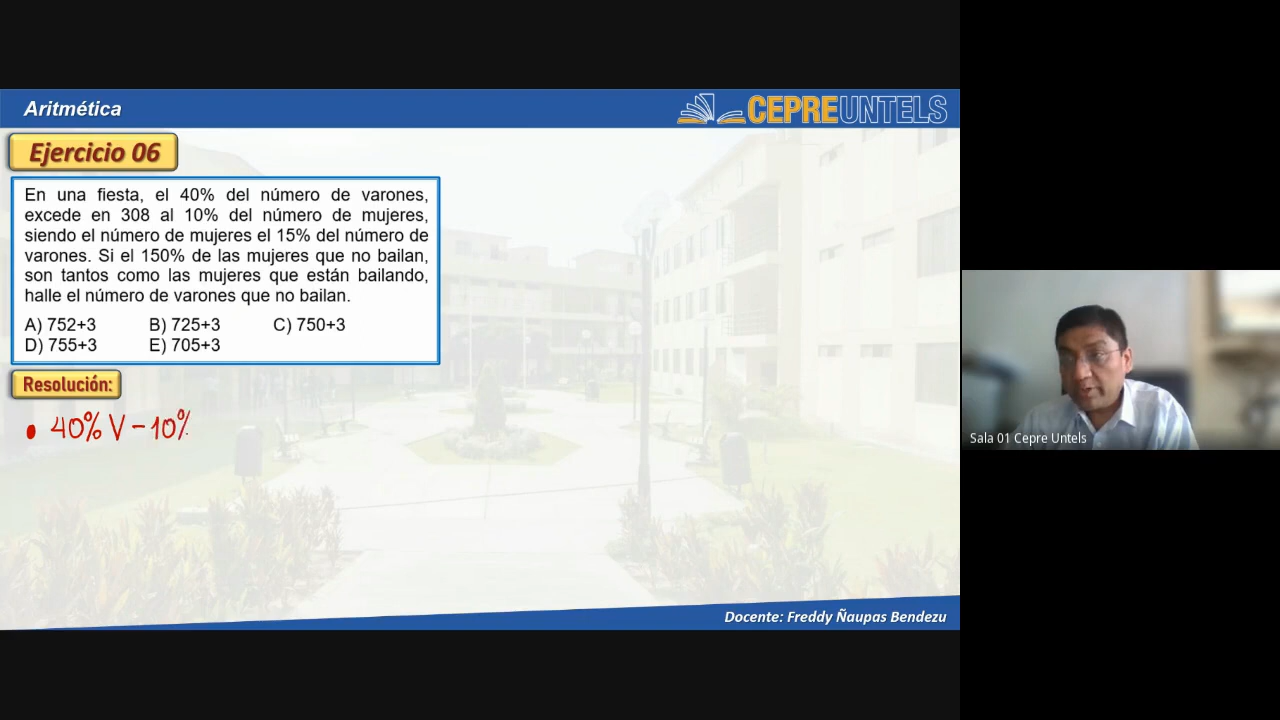 Aritmética
CEPREUNTELS
Ejercicio 06
En una fiesta, el 40% del número de varones,
excede en 308 al 10% del número de mujeres,
siendo el número de mujeres el 15% del número de
varones. Si el 150% de las mujeres que no bailan,
son tantos como las mujeres que están bailando,
halle el número de varones que no bailan.
A) 752+3 B) 725+3 C) 750+3
D) 755+3 E) 705+3
Resolución:
• 40% V - 10%
Sala 01 Cepre Untels
Docente: Freddy Ñaupas Bendezu